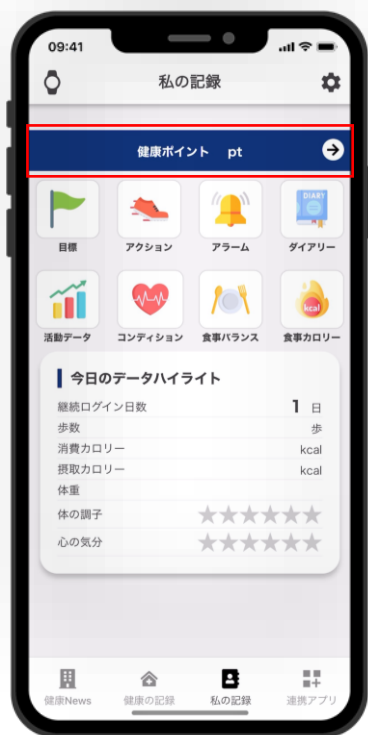 09:41
私の記録
健康ポイント pt
目標 アクション アラーム ダイアリー
DIARY
kcal
活動データ コンディション 食事バランス 食事カロリー
今日のデータハイライト
継続ログイン日数 1 日
歩数 歩
消費カロリー kcal
摂取カロリー kcal
体重
体の調子
心の気分
健康News 健康の記録 私の記録 連携アプリ